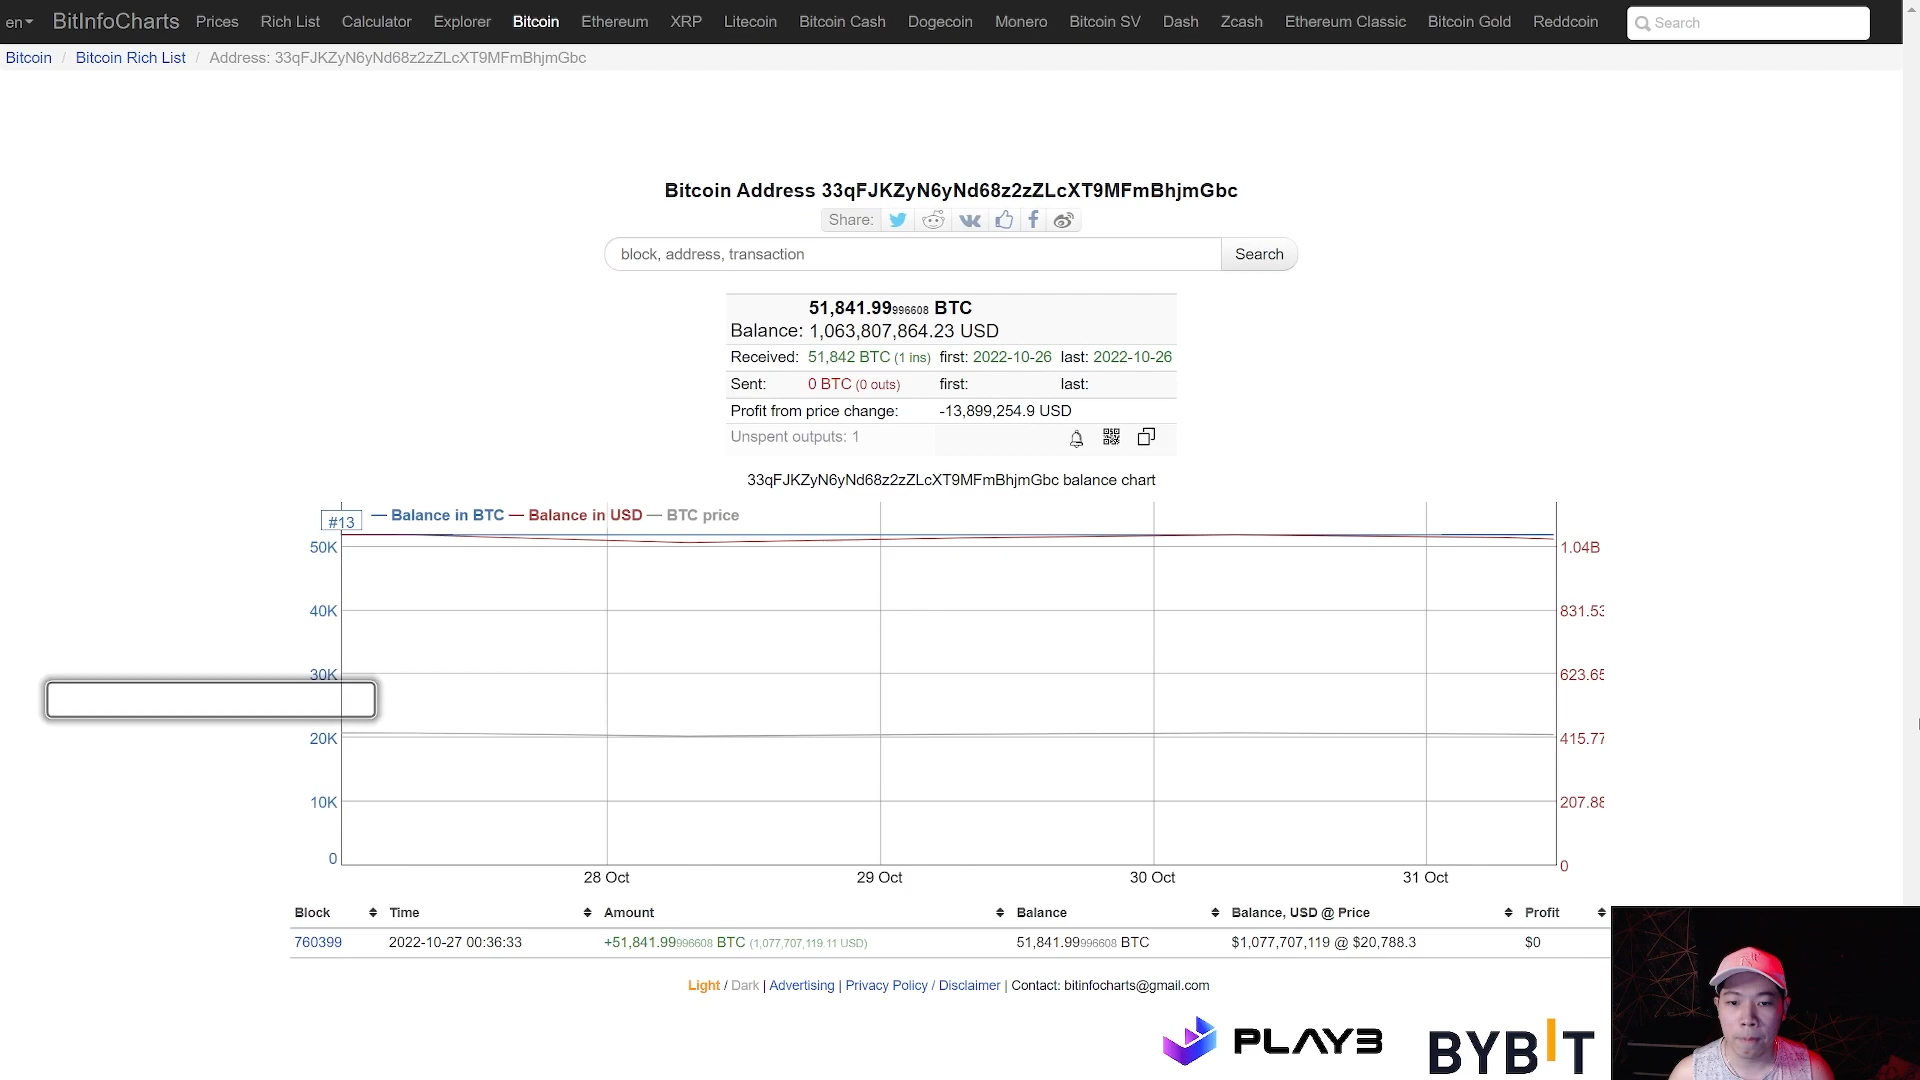 en BitInfoCharts Prices Rich List Calculator Explorer Bitcoin Ethereum XRP Litecoin Bitcoin Cash Dogecoin Monero Bitcoin SV Dash Zcash Ethereum Classic Bitcoin Gold Reddcoin Search
Bitcoin / Bitcoin Rich List / Address: 33qFJKZyN6yNd68z2zZLcXT9MFmBhjmGbc
Bitcoin Address 33qFJKZyN6yNd68z2zZLcXT9MFmBhjmGbc
Share:
block, address, transaction Search
51,841.99996608 BTC
Balance: 1,063,807,864.23 USD
Received: 51,842 BTC (1 ins) first: 2022-10-26 last: 2022-10-26
Sent: 0 BTC (0 outs) first: last:
Profit from price change: -13,899,254.9 USD
Unspent outputs: 1
33qFJKZyN6yNd68z2zZLcXT9MFmBhjmGbc balance chart
#13 Balance in BTC Balance in USD BTC price
50K 1.04B
40K 831.53
30K 623.65
20K 415.77
10K 207.88
0 0
28 Oct 29 Oct 30 Oct 31 Oct
Block Time Amount Balance Balance, USD @ Price Profit
760399 2022-10-27 00:36:33 +51,841.99996608 BTC (1,077,707,119.11 USD) 51,841.99996608 BTC $1,077,707,119 @ $20,788.3 $0
Light / Dark | Advertising | Privacy Policy / Disclaimer | Contact: bitinfocharts@gmail.com
PLAY3 BYBIT